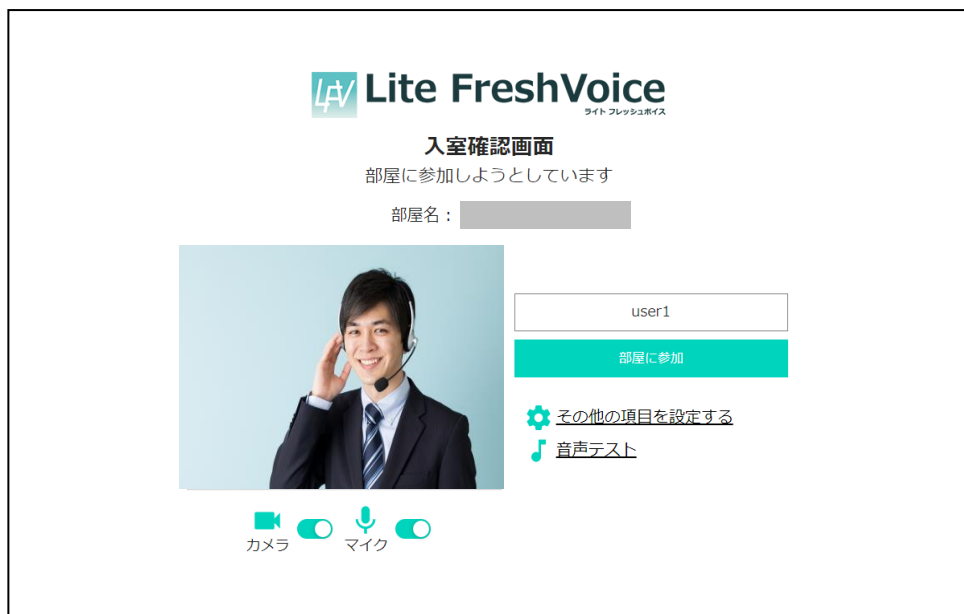 LFV Lite FreshVoice
ライト フレッシュボイス
入室確認画面
部屋に参加しようとしています
部屋名：
user1
部屋に参加
その他の項目を設定する
音声テスト
カメラ マイク